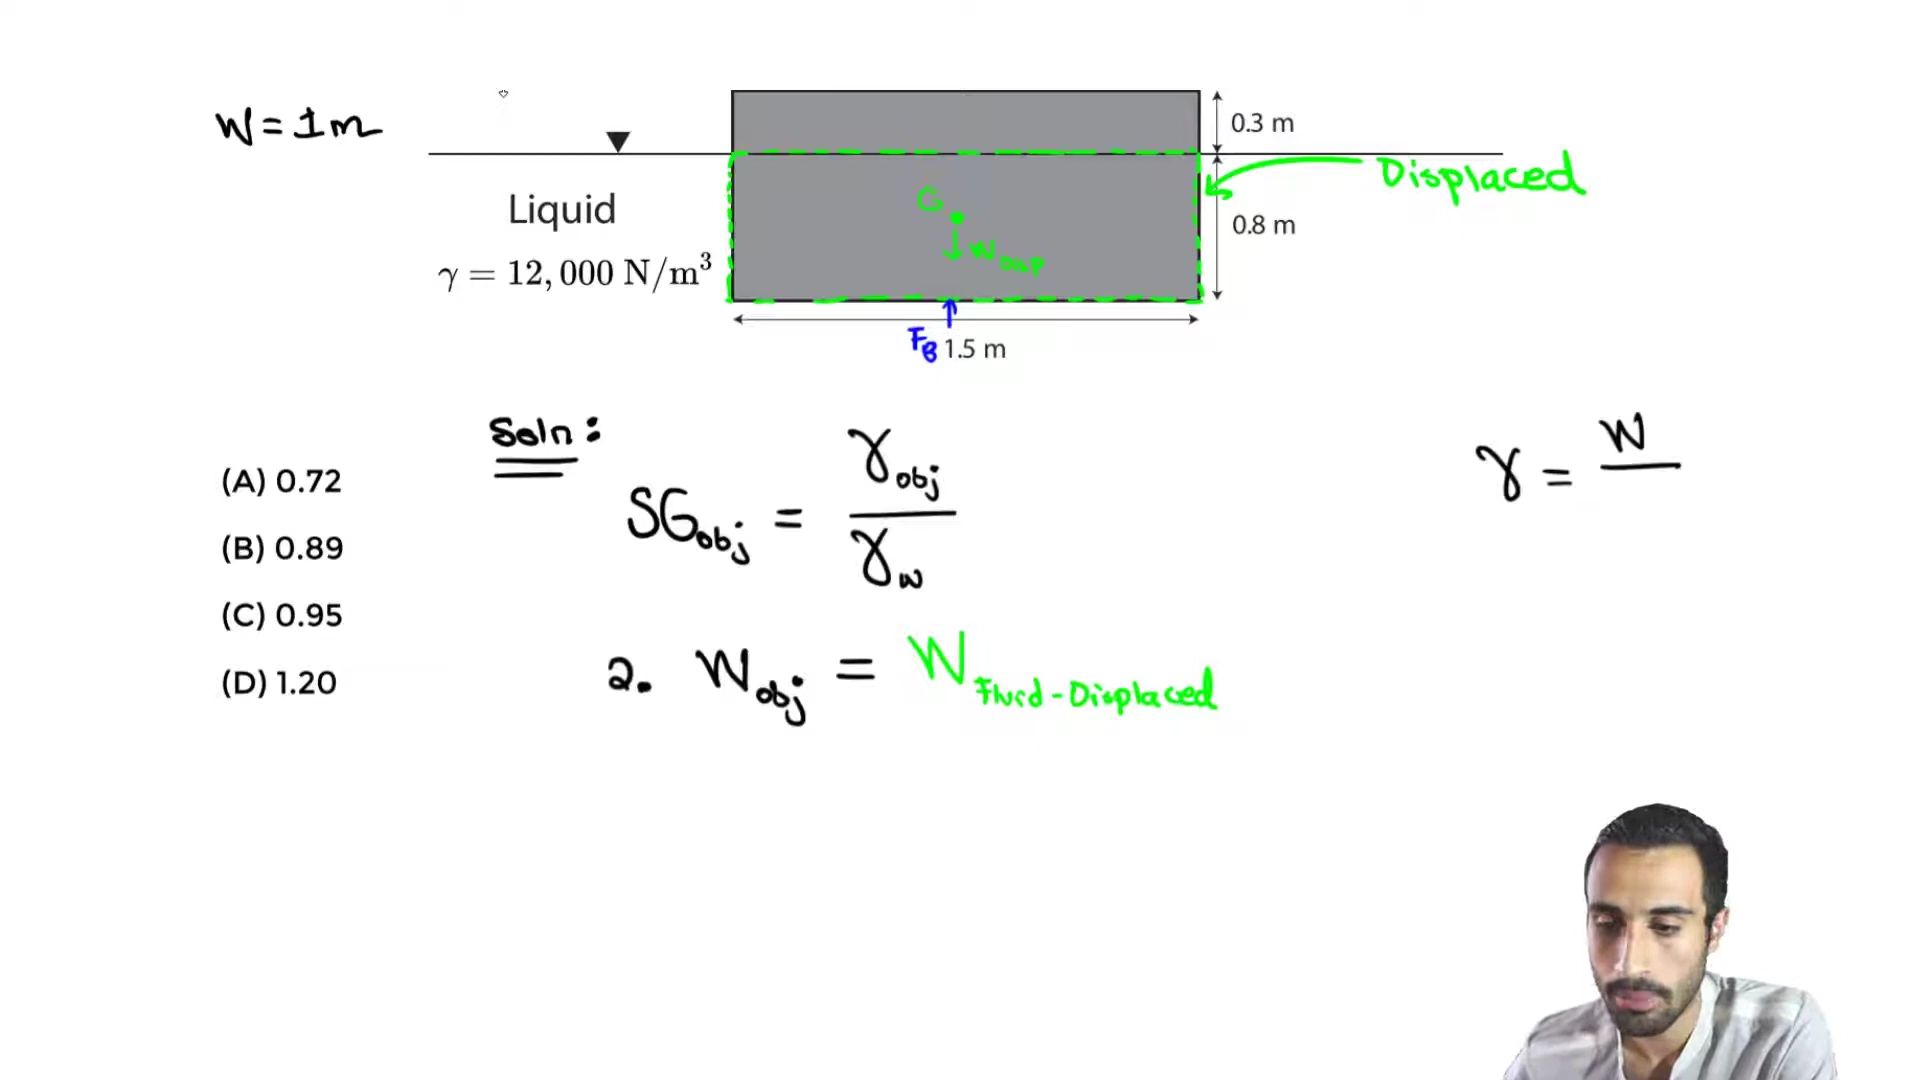 W = 1m
0.3 m
Displaced
Liquid
G
0.8 m
W Disp
γ = 12,000 N/m³
F_B
1.5 m
Soln:
γ = W
(A) 0.72
SG_obj = γ_obj / γ_w
(B) 0.89
(C) 0.95
2. W_obj = W_Fluid-Displaced
(D) 1.20